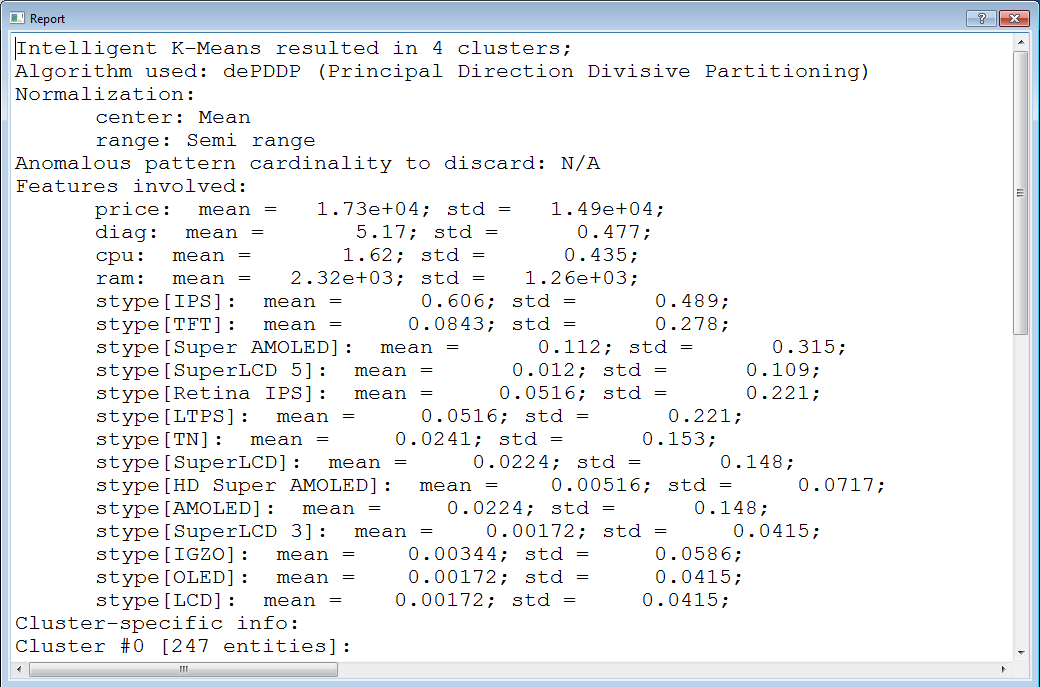 Report
Intelligent K-Means resulted in 4 clusters;
Algorithm used: dePDDP (Principal Direction Divisive Partitioning)
Normalization:
center: Mean
range: Semi range
Anomalous pattern cardinality to discard: N/A
Features involved:
price: mean = 1.73e+04; std = 1.49e+04;
diag: mean = 5.17; std = 0.477;
cpu: mean = 1.62; std = 0.435;
ram: mean = 2.32e+03; std = 1.26e+03;
stype[IPS]: mean = 0.606; std = 0.489;
stype[TFT]: mean = 0.0843; std = 0.278;
stype[Super AMOLED]: mean = 0.112; std = 0.315;
stype[SuperLCD 5]: mean = 0.012; std = 0.109;
stype[Retina IPS]: mean = 0.0516; std = 0.221;
stype[LTPS]: mean = 0.0516; std = 0.221;
stype[TN]: mean = 0.0241; std = 0.153;
stype[SuperLCD]: mean = 0.0224; std = 0.148;
stype[HD Super AMOLED]: mean = 0.00516; std = 0.0717;
stype[AMOLED]: mean = 0.0224; std = 0.148;
stype[SuperLCD 3]: mean = 0.00172; std = 0.0415;
stype[IGZO]: mean = 0.00344; std = 0.0586;
stype[OLED]: mean = 0.00172; std = 0.0415;
stype[LCD]: mean = 0.00172; std = 0.0415;
Cluster-specific info:
Cluster #0 [247 entities]: